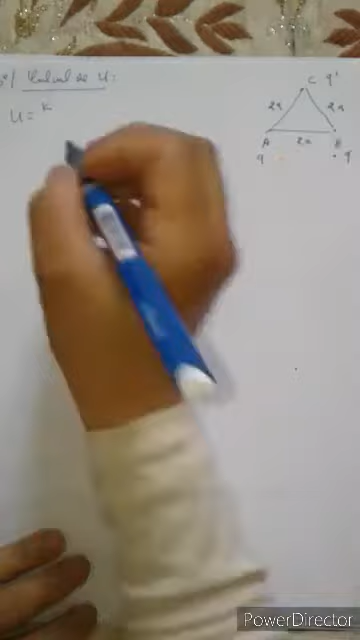 Calcul de U :
U = K
C q'
2a 2a
A 2a B
q q
PowerDirector